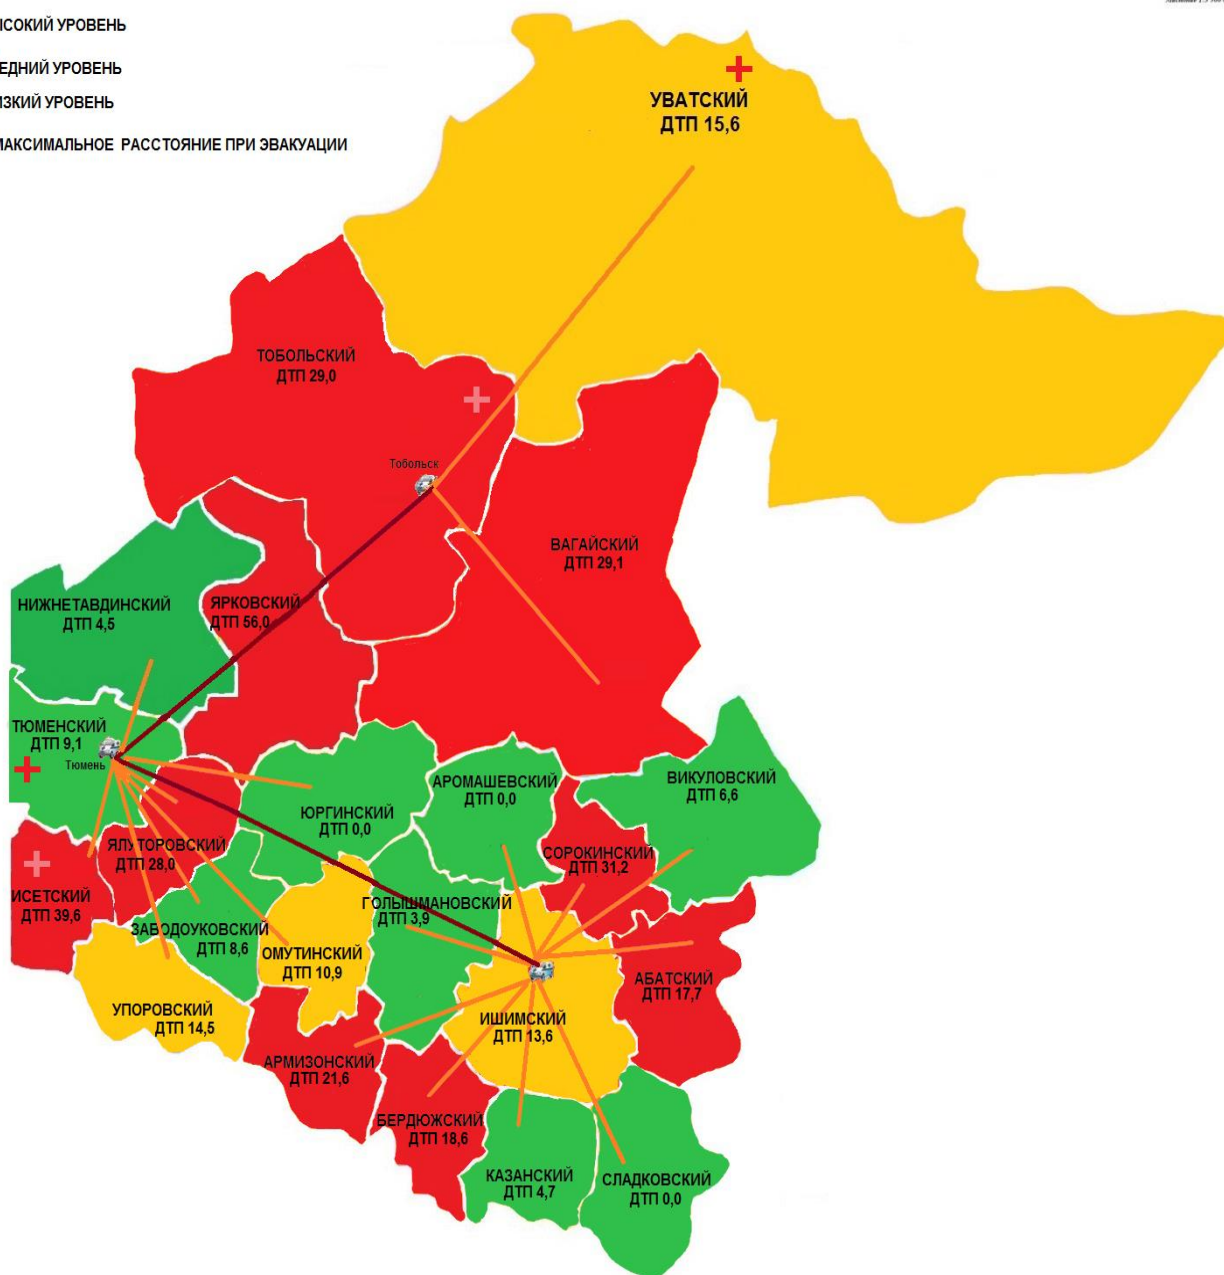 ЫСОКИЙ УРОВЕНЬ
ЕДНИЙ УРОВЕНЬ
ИЗКИЙ УРОВЕНЬ
МАКСИМАЛЬНОЕ РАССТОЯНИЕ ПРИ ЭВАКУАЦИИ
УВАТСКИЙ
ДТП 15,6
ТОБОЛЬСКИЙ
ДТП 29,0
Тобольск
ВАГАЙСКИЙ
ДТП 29,1
НИЖНЕТАВДИНСКИЙ
ДТП 4,5
ЯРКОВСКИЙ
ДТП 56,0
ТЮМЕНСКИЙ
ДТП 9,1
Тюмень
АРОМАШЕВСКИЙ
ДТП 0,0
ВИКУЛОВСКИЙ
ДТП 6,6
ЮРГИНСКИЙ
ДТП 0,0
ЯЛУТОРОВСКИЙ
ДТП 28,0
СОРОКИНСКИЙ
ДТП 31,2
ИСЕТСКИЙ
ДТП 39,6
ГОЛЫШМАНОВСКИЙ
ДТП 3,9
ЗАВОДОУКОВСКИЙ
ДТП 8,6
ОМУТИНСКИЙ
ДТП 10,9
АБАТСКИЙ
ДТП 17,7
УПОРОВСКИЙ
ДТП 14,5
ИШИМСКИЙ
ДТП 13,6
АРМИЗОНСКИЙ
ДТП 21,6
БЕРДЮЖСКИЙ
ДТП 18,6
КАЗАНСКИЙ
ДТП 4,7
СЛАДКОВСКИЙ
ДТП 0,0